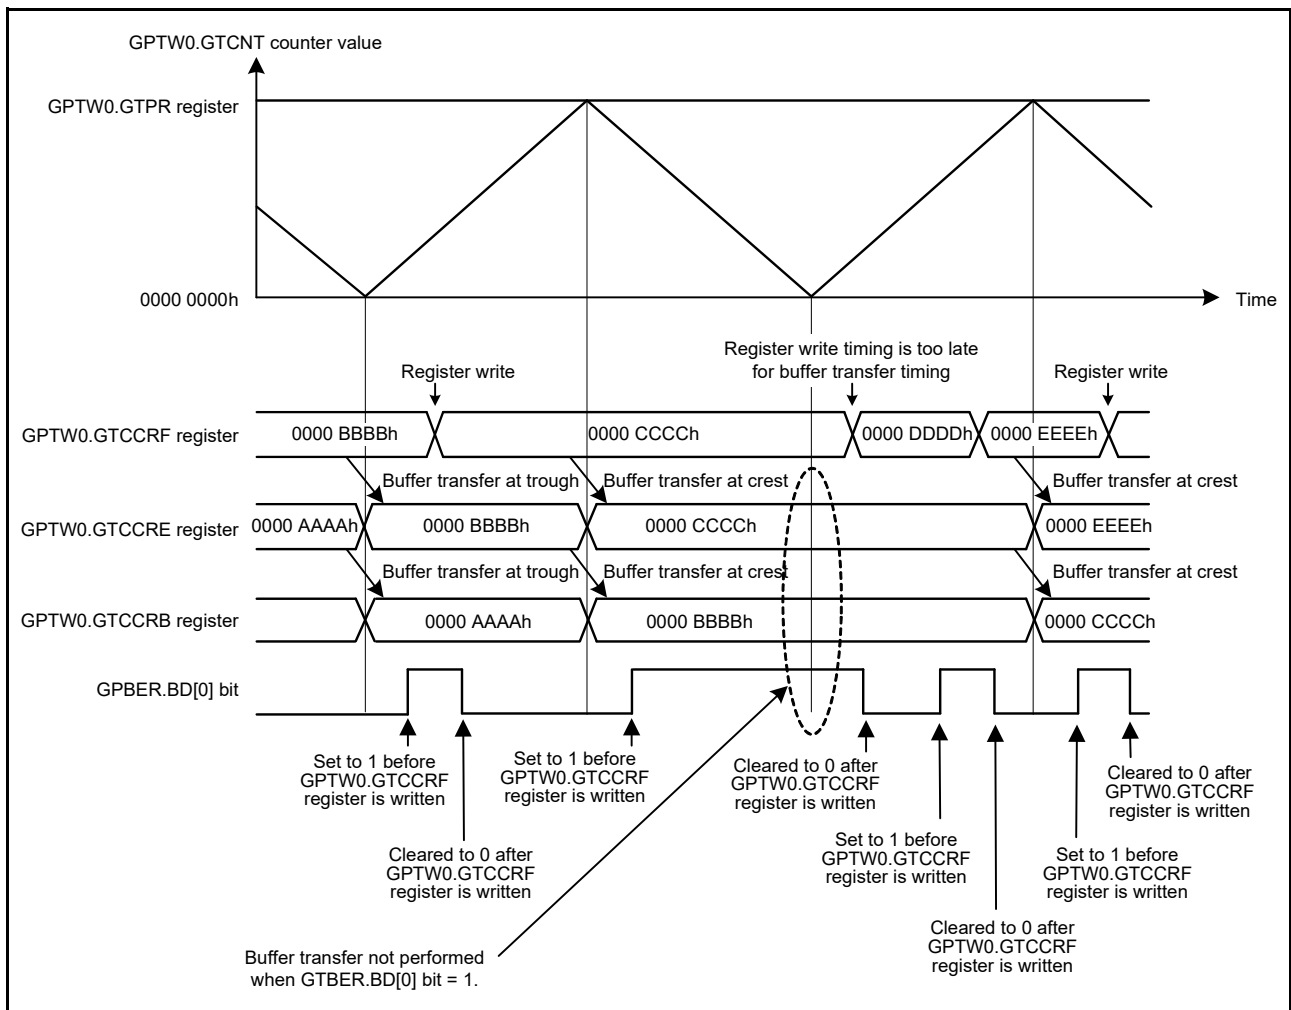 GPTW0.GTCNT counter value
GPTW0.GTPR register
0000 0000h
Time
Register write
Register write timing is too late
for buffer transfer timing
Register write
GPTW0.GTCCRF register
0000 BBBBh
0000 CCCCh
0000 DDDDh
0000 EEEEh
Buffer transfer at trough
Buffer transfer at crest
Buffer transfer at crest
GPTW0.GTCCRE register
0000 AAAAh
0000 BBBBh
0000 CCCCh
0000 EEEEh
Buffer transfer at trough
Buffer transfer at crest
Buffer transfer at crest
GPTW0.GTCCRB register
0000 AAAAh
0000 BBBBh
0000 CCCCh
GPBER.BD[0] bit
Set to 1 before
GPTW0.GTCCRF
register is written
Cleared to 0 after
GPTW0.GTCCRF
register is written
Set to 1 before
GPTW0.GTCCRF
register is written
Cleared to 0 after
GPTW0.GTCCRF
register is written
Set to 1 before
GPTW0.GTCCRF
register is written
Cleared to 0 after
GPTW0.GTCCRF
register is written
Set to 1 before
GPTW0.GTCCRF
register is written
Cleared to 0 after
GPTW0.GTCCRF
register is written
Buffer transfer not performed
when GTBER.BD[0] bit = 1.